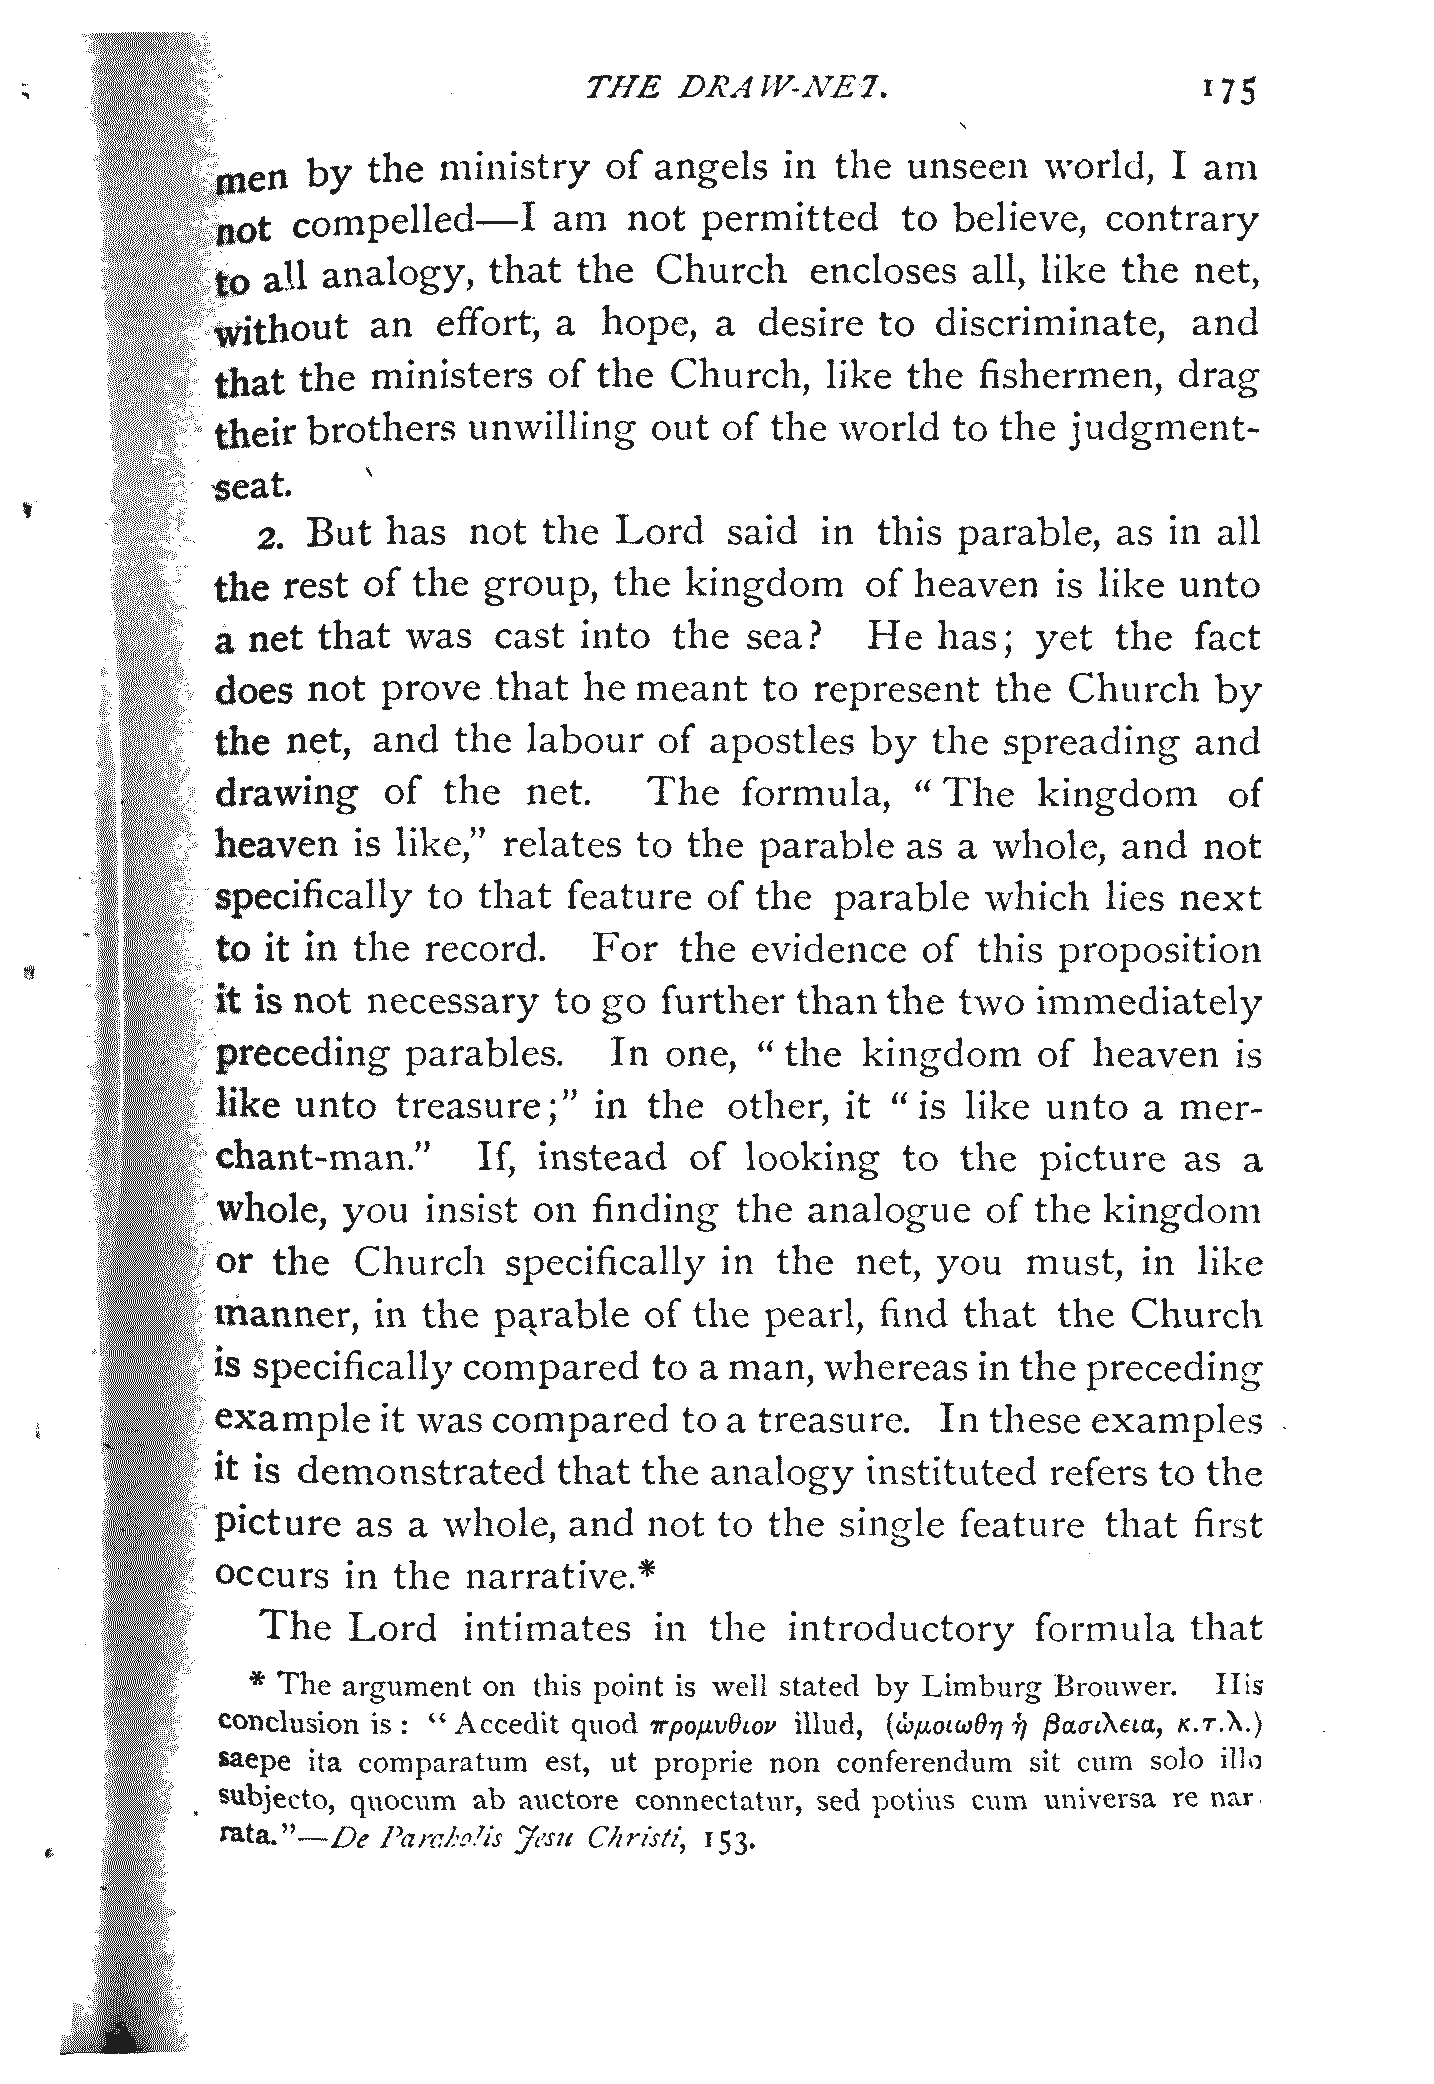 THE DRAW-NET. 175
men by the ministry of angels in the unseen world, I am
not compelled—I am not permitted to believe, contrary
to all analogy, that the Church encloses all, like the net,
without an effort, a hope, a desire to discriminate, and
that the ministers of the Church, like the fishermen, drag
their brothers unwilling out of the world to the judgment-
seat.
2. But has not the Lord said in this parable, as in all
the rest of the group, the kingdom of heaven is like unto
a net that was cast into the sea? He has; yet the fact
does not prove that he meant to represent the Church by
the net, and the labour of apostles by the spreading and
drawing of the net. The formula, “The kingdom of
heaven is like,” relates to the parable as a whole, and not
specifically to that feature of the parable which lies next
to it in the record. For the evidence of this proposition
it is not necessary to go further than the two immediately
preceding parables. In one, “the kingdom of heaven is
like unto treasure;” in the other, it “is like unto a mer-
chant-man.” If, instead of looking to the picture as a
whole, you insist on finding the analogue of the kingdom
or the Church specifically in the net, you must, in like
manner, in the parable of the pearl, find that the Church
is specifically compared to a man, whereas in the preceding
example it was compared to a treasure. In these examples
it is demonstrated that the analogy instituted refers to the
picture as a whole, and not to the single feature that first
occurs in the narrative.*
The Lord intimates in the introductory formula that
* The argument on this point is well stated by Limburg Brouwer. His
conclusion is: “Accedit quod προμυθιον illud, (ὡμοιωθη ἡ βασιλεια, κ.τ.λ.)
saepe ita comparatum est, ut proprie non conferendum sit cum solo illo
subjecto, quocum ab auctore connectatur, sed potius cum universa re nar-
rata.”—De Parabolis Jesu Christi, 153.